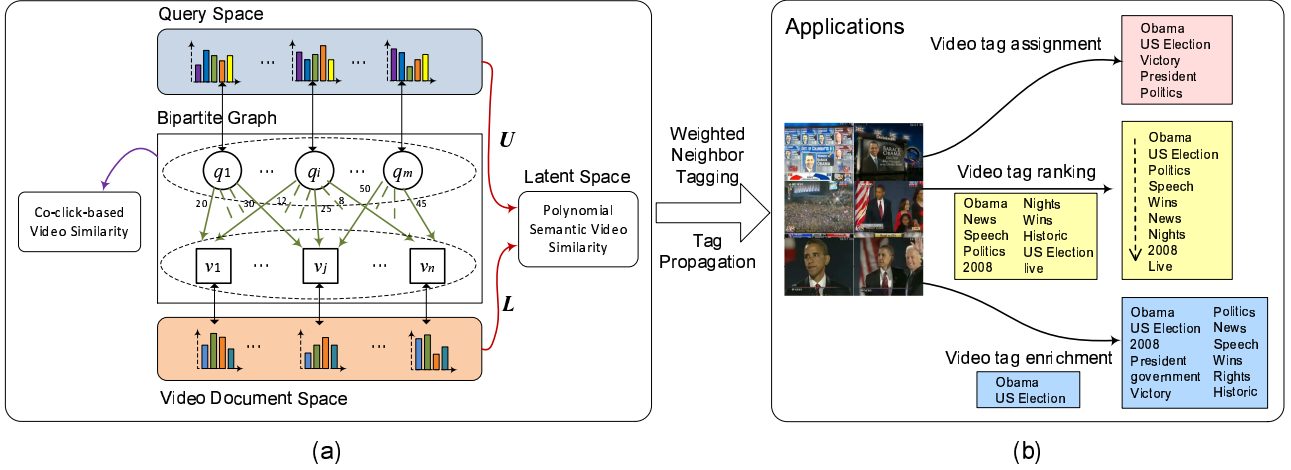 Query Space
...
...
Bipartite Graph
q1
...
qi
...
qm
20
30
12
25
8
50
45
v1
...
vj
...
vn
...
...
Video Document Space
Co-click-based
Video Similarity
U
L
Latent Space
Polynomial
Semantic Video
Similarity
(a)
Weighted
Neighbor
Tagging
Tag
Propagation
Applications
BARACK
OBAMA
Video tag assignment
Obama
US Election
Victory
President
Politics
Video tag ranking
Obama Nights
News Wins
Speech Historic
Politics US Election
2008 live
Obama
US Election
Politics
Speech
Wins
News
Nights
2008
Live
Video tag enrichment
Obama
US Election
Obama Politics
US Election News
2008 Speech
President Wins
government Rights
Victory Historic
(b)